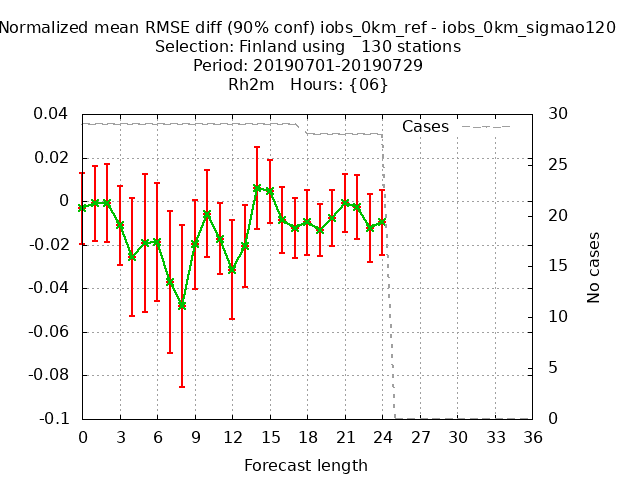 Normalized mean RMSE diff (90% conf) iobs_0km_ref - iobs_0km_sigmao120
Selection: Finland using   130 stations
Period: 20190701-20190729
Rh2m   Hours: {06}
Cases
0.04
0.02
0
-0.02
-0.04
-0.06
-0.08
-0.1
30
25
20
15
10
5
0
No cases
0 3 6 9 12 15 18 21 24 27 30 33 36
Forecast length